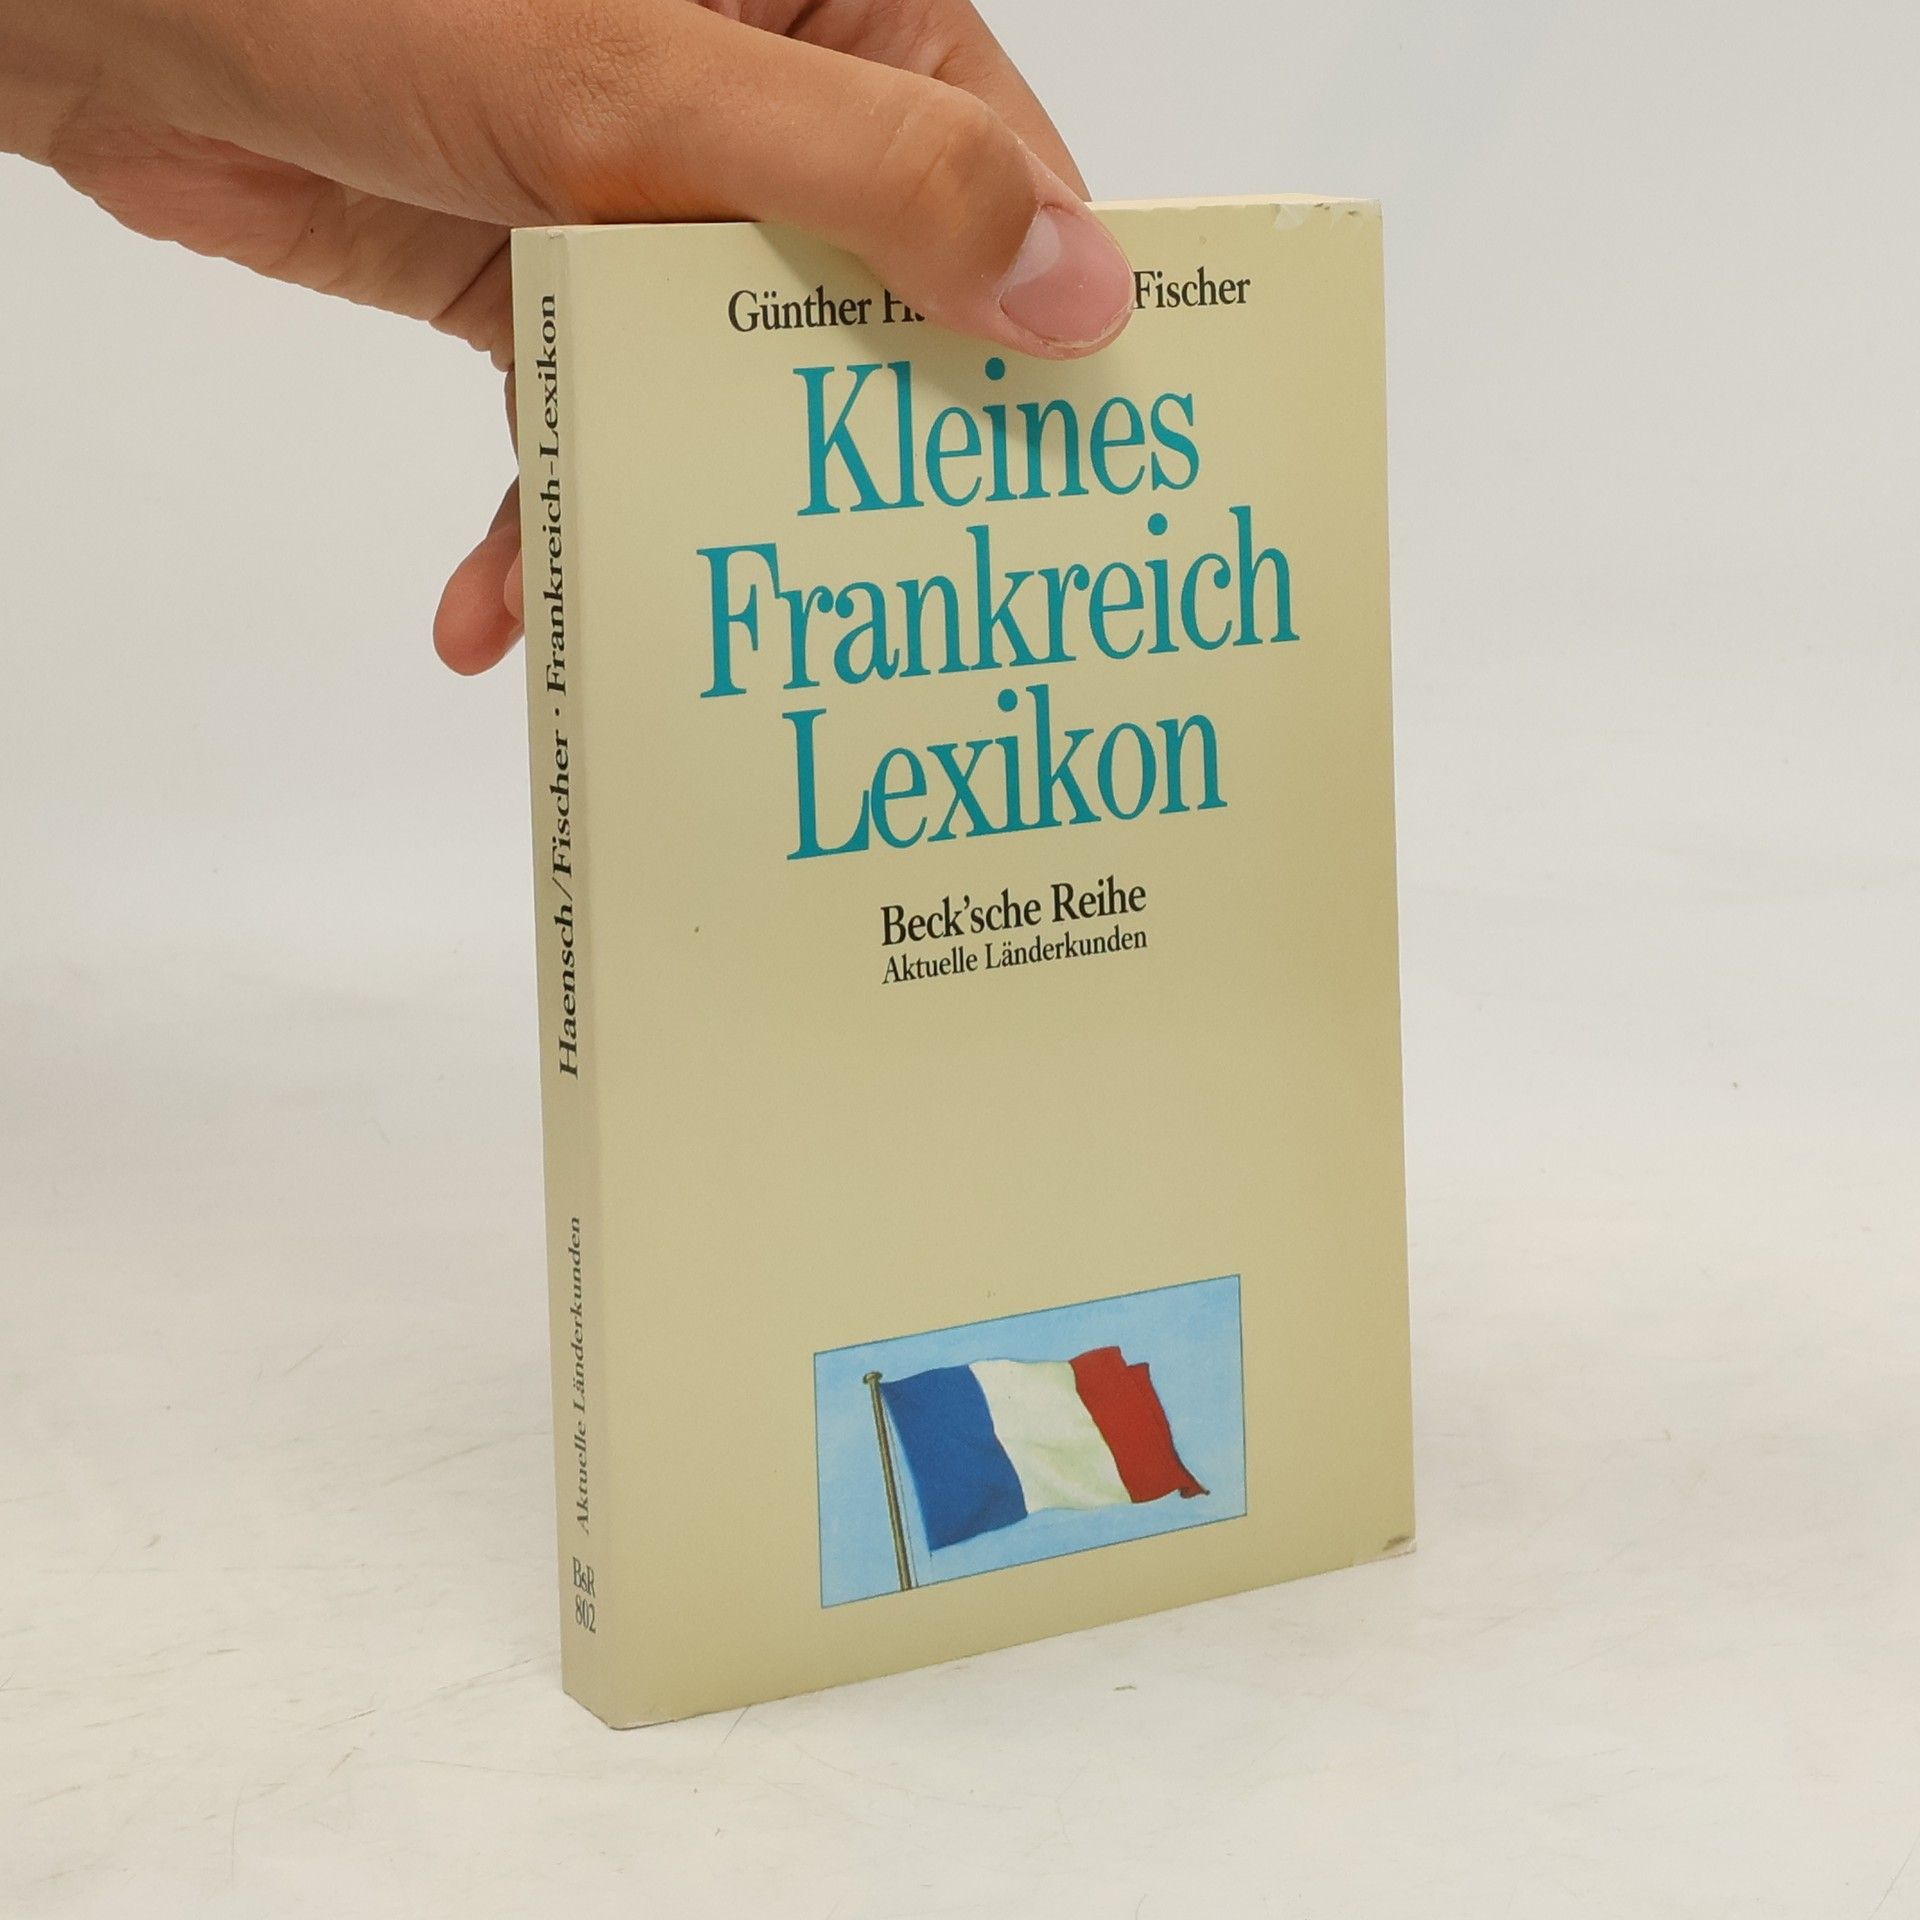 Günther Fischer
Kleines
Frankreich
Lexikon
Beck'sche Reihe
Aktuelle Länderkunden
Haensch/Fischer · Frankreich-Lexikon
Aktuelle Länderkunden
BsR
802